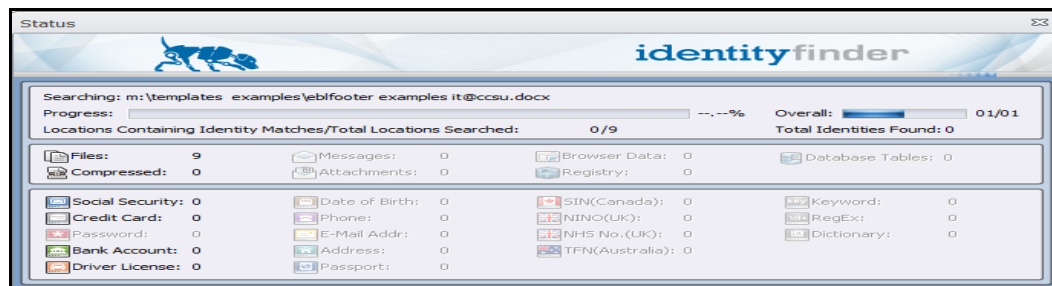 Status
identityfinder
Searching: m:\templates examples\eblfooter examples it@ccsu.docx
Progress: --.--% Overall: 01/01
Locations Containing Identity Matches/Total Locations Searched: 0/9 Total Identities Found: 0
Files: 9 Messages: 0 Browser Data: 0 Database Tables: 0
Compressed: 0 Attachments: 0 Registry: 0
Social Security: 0 Date of Birth: 0 SIN(Canada): 0 Keyword: 0
Credit Card: 0 Phone: 0 NINO(UK): 0 RegEx: 0
Password: 0 E-Mail Addr: 0 NHS No.(UK): 0 Dictionary: 0
Bank Account: 0 Address: 0 TFN(Australia): 0
Driver License: 0 Passport: 0